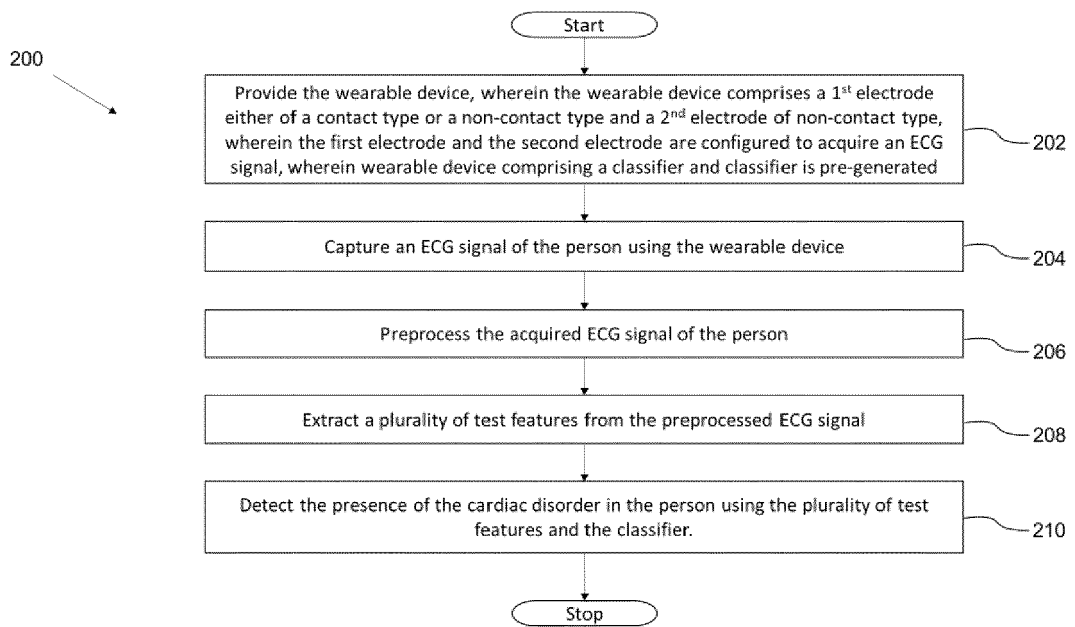 Start
200
Provide the wearable device, wherein the wearable device comprises a 1st electrode
either of a contact type or a non-contact type and a 2nd electrode of non-contact type,
wherein the first electrode and the second electrode are configured to acquire an ECG
signal, wherein wearable device comprising a classifier and classifier is pre-generated
202
Capture an ECG signal of the person using the wearable device
204
Preprocess the acquired ECG signal of the person
206
Extract a plurality of test features from the preprocessed ECG signal
208
Detect the presence of the cardiac disorder in the person using the plurality of test
features and the classifier.
210
Stop